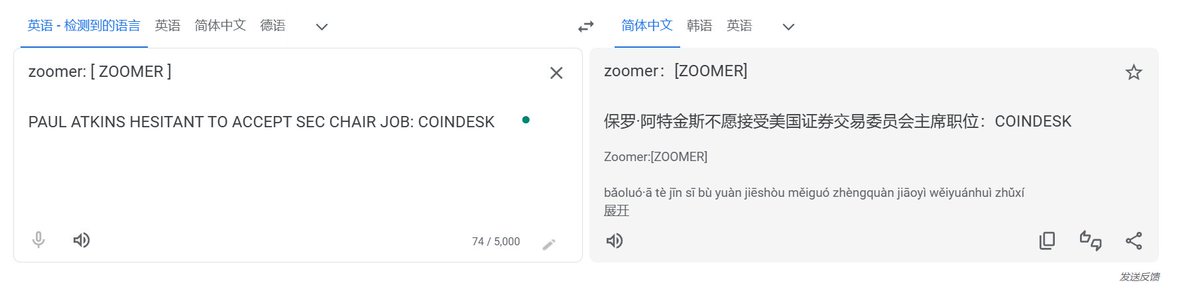 英语 - 检测到的语言 英语 简体中文 德语
简体中文 韩语 英语
zoomer: [ ZOOMER ]
PAUL ATKINS HESITANT TO ACCEPT SEC CHAIR JOB: COINDESK
74 / 5,000
zoomer：[ZOOMER]
保罗·阿特金斯不愿接受美国证券交易委员会主席职位：COINDESK
Zoomer:[ZOOMER]
bǎoluó·ā tè jīn sī bù yuàn jiēshòu měiguó zhèngquàn jiāoyì wěiyuánhuì zhǔxí
展开
发送反馈